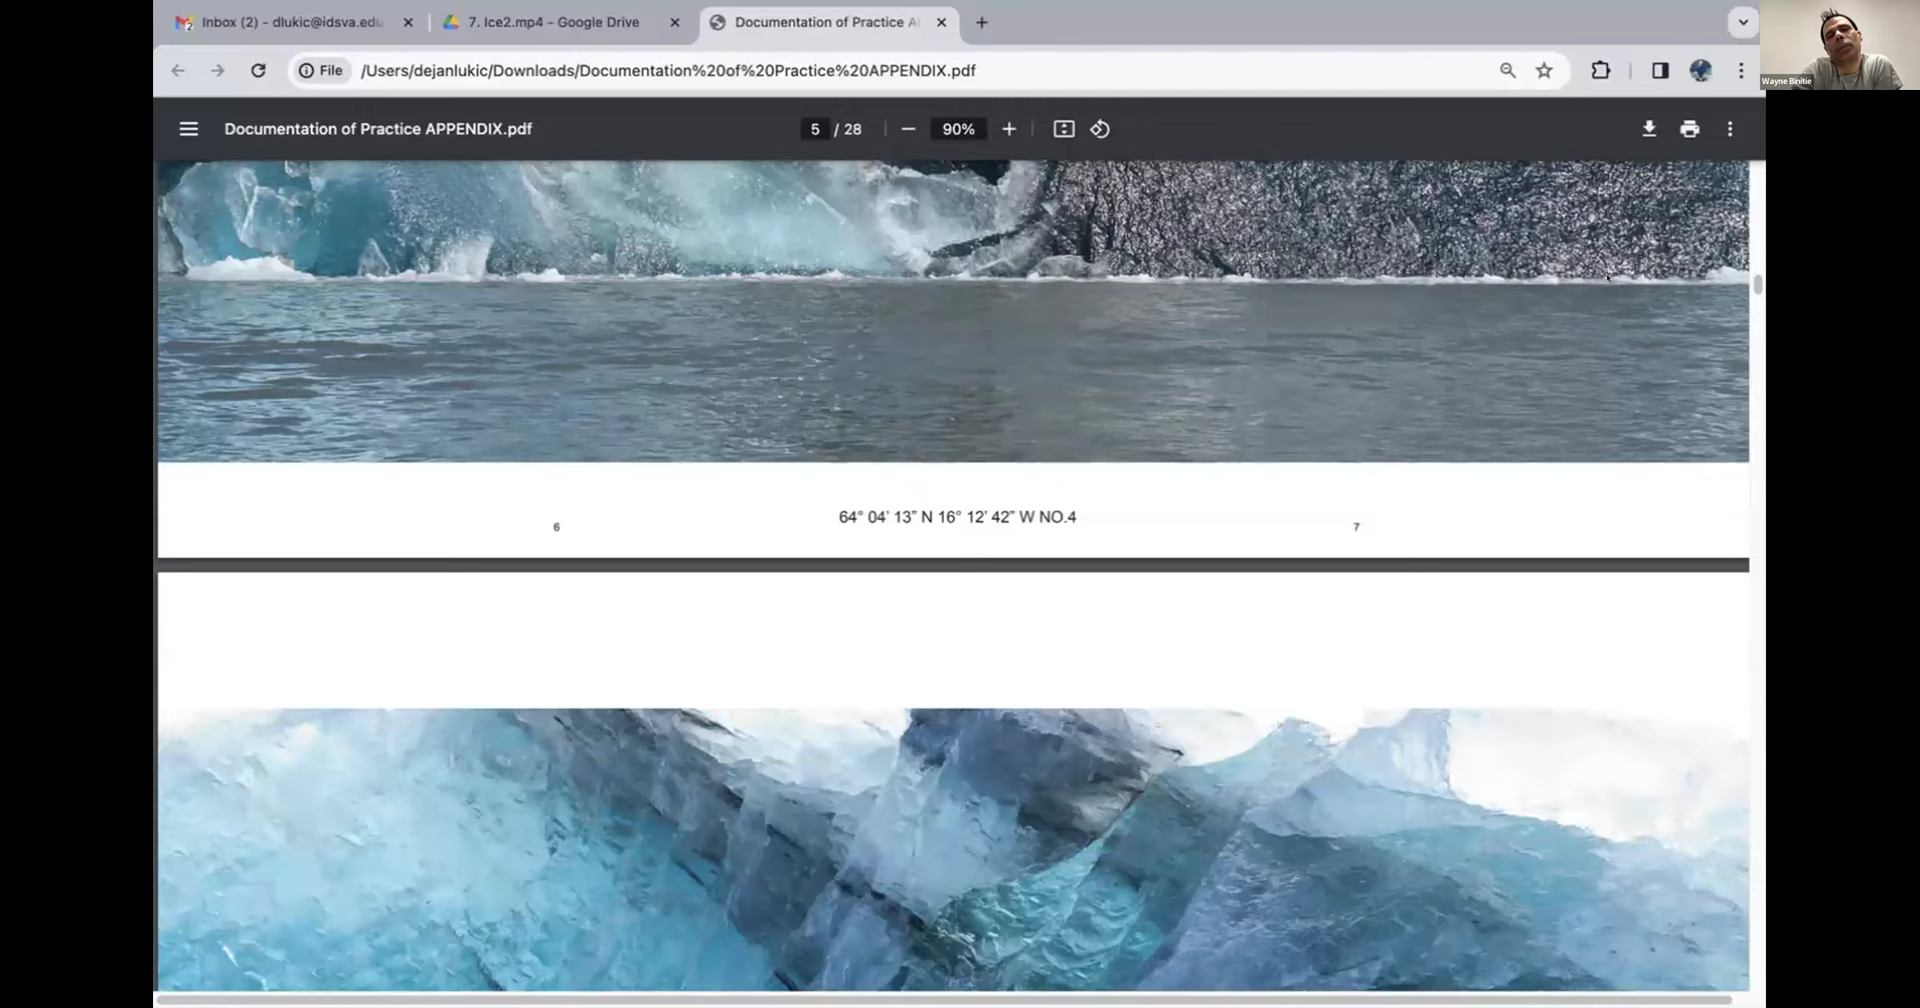 Inbox (2) - dlukic@idsva.edu
7. Ice2.mp4 - Google Drive
Documentation of Practice A
File
/Users/dejanlukic/Downloads/Documentation%20of%20Practice%20APPENDIX.pdf
Wayne Binitie
Documentation of Practice APPENDIX.pdf
5 / 28
90%
64° 04' 13" N 16° 12' 42" W NO.4
6
7